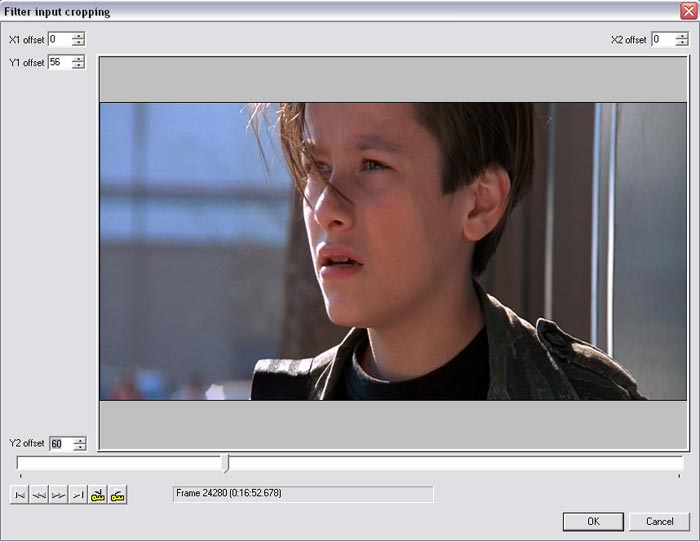 Filter input cropping
X1 offset 0
X2 offset 0
Y1 offset 56
Y2 offset 60
Frame 24280 (0:16:52.678)
OK
Cancel